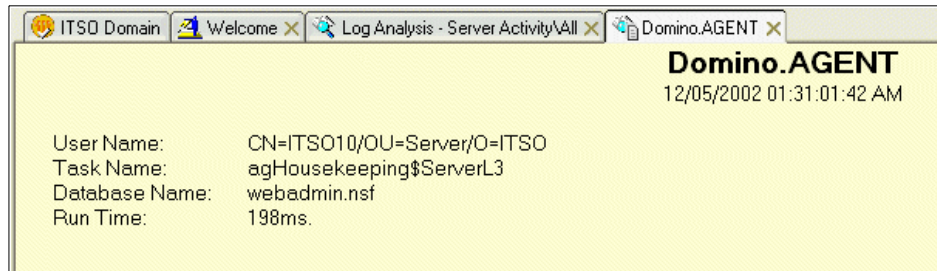 ITSO Domain Welcome Log Analysis - Server Activity\All Domino.AGENT
Domino.AGENT
12/05/2002 01:31:01:42 AM
User Name: CN=ITSO10/OU=Server/O=ITSO
Task Name: agHousekeeping$ServerL3
Database Name: webadmin.nsf
Run Time: 198ms.